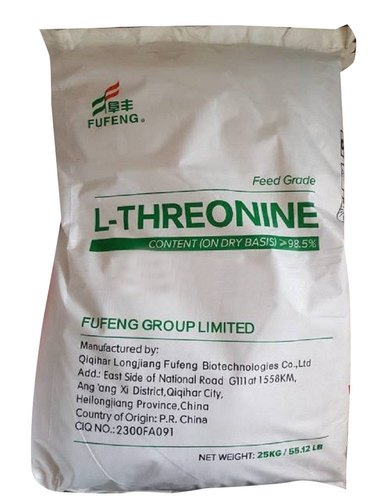 阜丰
FUFENG®
Feed Grade
L-THREONINE
CONTENT (ON DRY BASIS) ≥98.5%
FUFENG GROUP LIMITED
Manufactured by:
Qiqihar Longjiang Fufeng Biotechnologies Co.,Ltd
Add.: East Side of National Road G111 at 1558KM,
Ang'ang Xi District,Qiqihar City,
Heilongjiang Province,China
Country of Origin: P.R. China
CIQ NO.:2300FA091
NET WEIGHT: 25KG / 55.12 LB